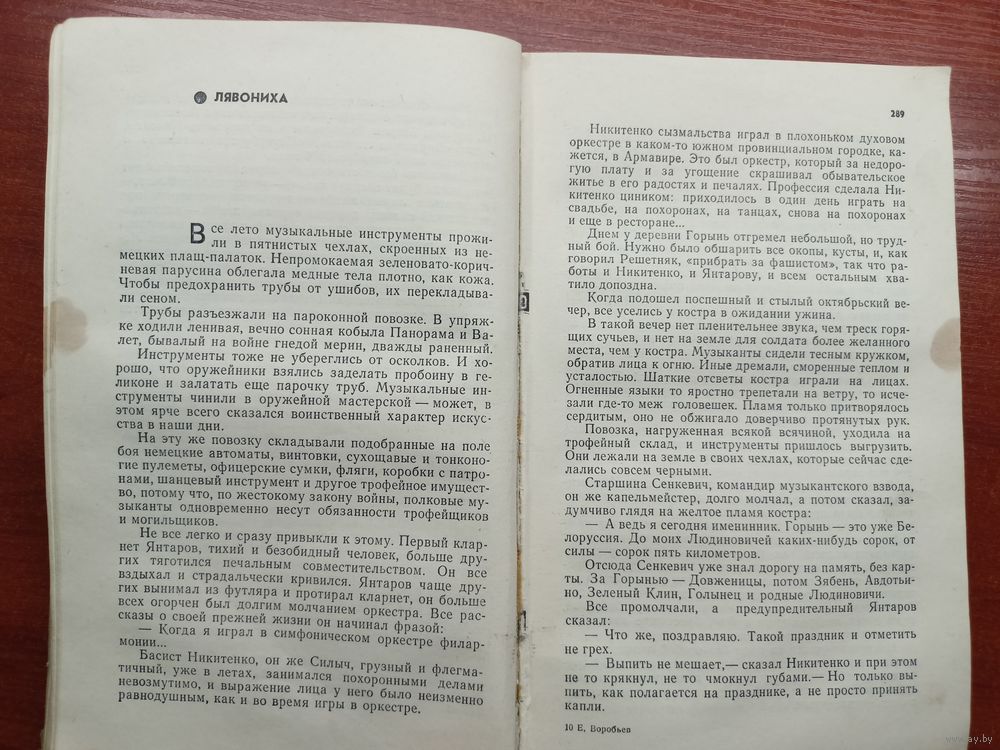 ЛЯВОНИХА
Все лето музыкальные инструменты прожи-
ли в пятнистых чехлах, скроенных из не-
мецких плащ-палаток. Непромокаемая зеленовато-корич-
невая парусина облегала медные тела плотно, как кожа.
Чтобы предохранить трубы от ушибов, их перекладыва-
ли сеном.
Трубы разъезжали на пароконной повозке. В упряж-
ке ходили ленивая, вечно сонная кобыла Панорама и Ва-
лет, бывалый на войне гнедой мерин, дважды раненный.
Инструменты тоже не убереглись от осколков. И хо-
рошо, что оружейники взялись заделать пробоину в ге-
ликоне и залатать еще парочку труб. Музыкальные ин-
струменты чинили в оружейной мастерской — может, в
этом ярче всего сказался воинственный характер искус-
ства в наши дни.
На эту же повозку складывали подобранные на поле
боя немецкие автоматы, винтовки, сухощавые и тонконо-
гие пулеметы, офицерские сумки, фляги, коробки с патро-
нами, шанцевый инструмент и другое трофейное имущест-
во, потому что, по жестокому закону войны, полковые му-
зыканты одновременно несут обязанности трофейщиков
и могильщиков.
Не все легко и сразу привыкли к этому. Первый клар-
нет Янтаров, тихий и безобидный человек, больше дру-
гих тяготился печальным совместительством. Он все
вздыхал и страдальчески кривился. Янтаров чаще дру-
гих вынимал из футляра и протирал кларнет, он больше
всех огорчен был долгим молчанием оркестра. Все рас-
сказы о своей прежней жизни он начинал фразой:
— Когда я играл в симфоническом оркестре филар-
монии...
Басист Никитенко, он же Силыч, грузный и флегма-
тичный, уже в летах, занимался похоронными делами
невозмутимо, и выражение лица у него было неизменно
равнодушным, как и во время игры в оркестре.
289
Никитенко сызмальства играл в плохоньком духовом
оркестре в каком-то южном провинциальном городке, ка-
жется, в Армавире. Это был оркестр, который за недоро-
гую плату и за угощение скрашивал обывательское
житье в его радостях и печалях. Профессия сделала Ни-
китенко циником: приходилось в один день играть на
свадьбе, на похоронах, на танцах, снова на похоронах
и еще в ресторане...
Днем у деревни Горынь отгремел небольшой, но труд-
ный бой. Нужно было обшарить все окопы, кусты, и, как
говорил Решетняк, «прибрать за фашистом», так что ра-
боты и Никитенко, и Янтарову, и всем остальным хва-
тило допоздна.
Когда подошел поспешный и стылый октябрьский ве-
чер, все уселись у костра в ожидании ужина.
В такой вечер нет пленительнее звука, чем треск горя-
щих сучьев, и нет на земле для солдата более желанного
места, чем у костра. Музыканты сидели тесным кружком,
обратив лица к огню. Иные дремали, сморенные теплом и
усталостью. Шаткие отсветы костра играли на лицах.
Огненные языки то яростно трепетали на ветру, то исче-
зали где-то меж головешек. Пламя только притворялось
сердитым, оно не обжигало доверчиво протянутых рук.
Повозка, нагруженная всякой всячиной, уходила на
трофейный склад, и инструменты пришлось выгрузить.
Они лежали на земле в своих чехлах, которые сейчас сде-
лались совсем черными.
Старшина Сенкевич, командир музыкантского взвода,
он же капельмейстер, долго молчал, а потом сказал, за-
думчиво глядя на желтое пламя костра:
— А ведь я сегодня именинник. Горынь — это уже Бе-
лоруссия. До моих Людиновичей каких-нибудь сорок, от
силы — сорок пять километров.
Отсюда Сенкевич уже знал дорогу на память, без кар-
ты. За Горынью — Довженицы, потом Зябень, Авдотьи-
но, Зеленый Клин, Голынец и родные Людиновичи.
Все промолчали, а предупредительный Янтаров
сказал:
— Что же, поздравляю. Такой праздник и отметить
не грех.
— Выпить не мешает,— сказал Никитенко и при этом
не то крякнул, не то чмокнул губами.— Но только вы-
пить, как полагается на празднике, а не просто принять
капли.
10 Е. Воробьев
www.ay.by